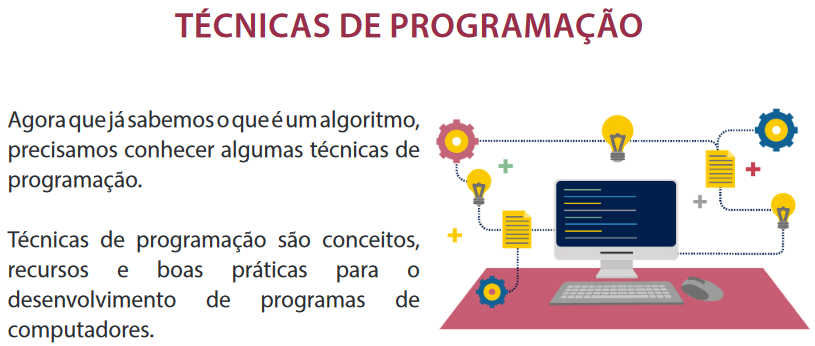 TÉCNICAS DE PROGRAMAÇÃO
Agora que já sabemos o que é um algoritmo,
precisamos conhecer algumas técnicas de
programação.
Técnicas de programação são conceitos,
recursos e boas práticas para o
desenvolvimento de programas de
computadores.